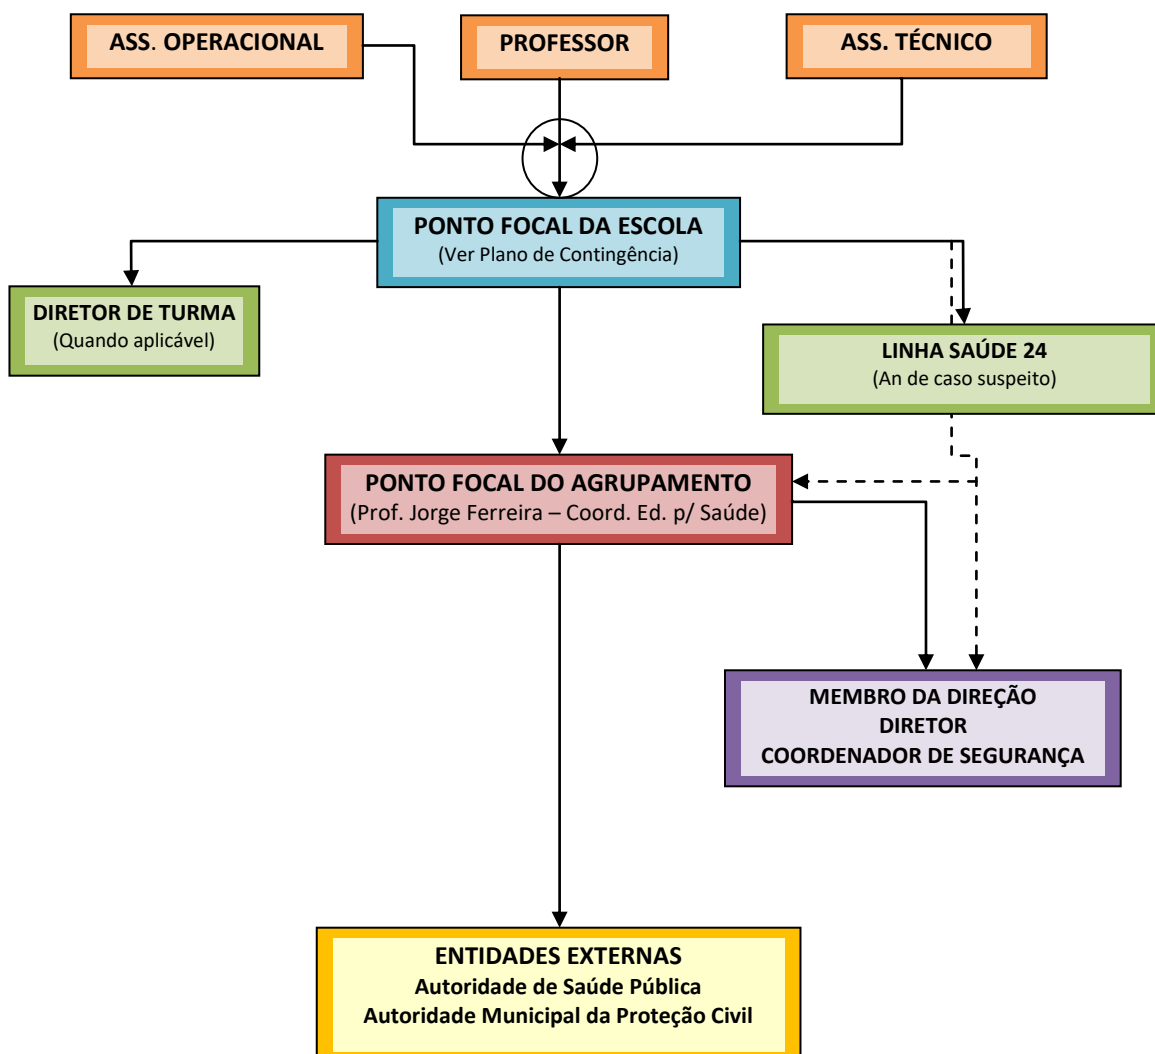 ASS. OPERACIONAL
PROFESSOR
ASS. TÉCNICO
PONTO FOCAL DA ESCOLA
(Ver Plano de Contingência)
DIRETOR DE TURMA
(Quando aplicável)
LINHA SAÚDE 24
(An de caso suspeito)
PONTO FOCAL DO AGRUPAMENTO
(Prof. Jorge Ferreira – Coord. Ed. p/ Saúde)
MEMBRO DA DIREÇÃO
DIRETOR
COORDENADOR DE SEGURANÇA
ENTIDADES EXTERNAS
Autoridade de Saúde Pública
Autoridade Municipal da Proteção Civil